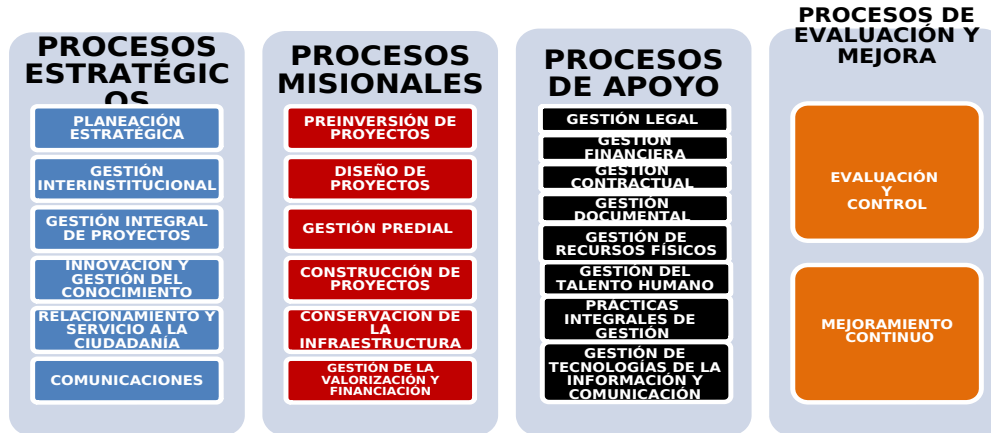 PROCESOS
ESTRATÉGIC
OS
PLANEACIÓN
ESTRATÉGICA
GESTIÓN
INTERINSTITUCIONAL
GESTIÓN INTEGRAL
DE PROYECTOS
INNOVACIÓN Y
GESTIÓN DEL
CONOCIMIENTO
RELACIONAMIENTO Y
SERVICIO A LA
CIUDADANÍA
COMUNICACIONES
PROCESOS
MISIONALES
PREINVERSIÓN DE
PROYECTOS
DISEÑO DE
PROYECTOS
GESTIÓN PREDIAL
CONSTRUCCIÓN DE
PROYECTOS
CONSERVACIÓN DE
LA
INFRAESTRUCTURA
GESTIÓN DE LA
VALORIZACIÓN Y
FINANCIACIÓN
PROCESOS
DE APOYO
GESTIÓN LEGAL
GESTIÓN
FINANCIERA
GESTIÓN
CONTRACTUAL
GESTIÓN
DOCUMENTAL
GESTIÓN DE
RECURSOS FÍSICOS
GESTIÓN DEL
TALENTO HUMANO
PRÁCTICAS
INTEGRALES DE
GESTIÓN
GESTIÓN DE
TECNOLOGÍAS DE LA
INFORMACIÓN Y
COMUNICACIÓN
PROCESOS DE
EVALUACIÓN Y
MEJORA
EVALUACIÓN
Y
CONTROL
MEJORAMIENTO
CONTINUO